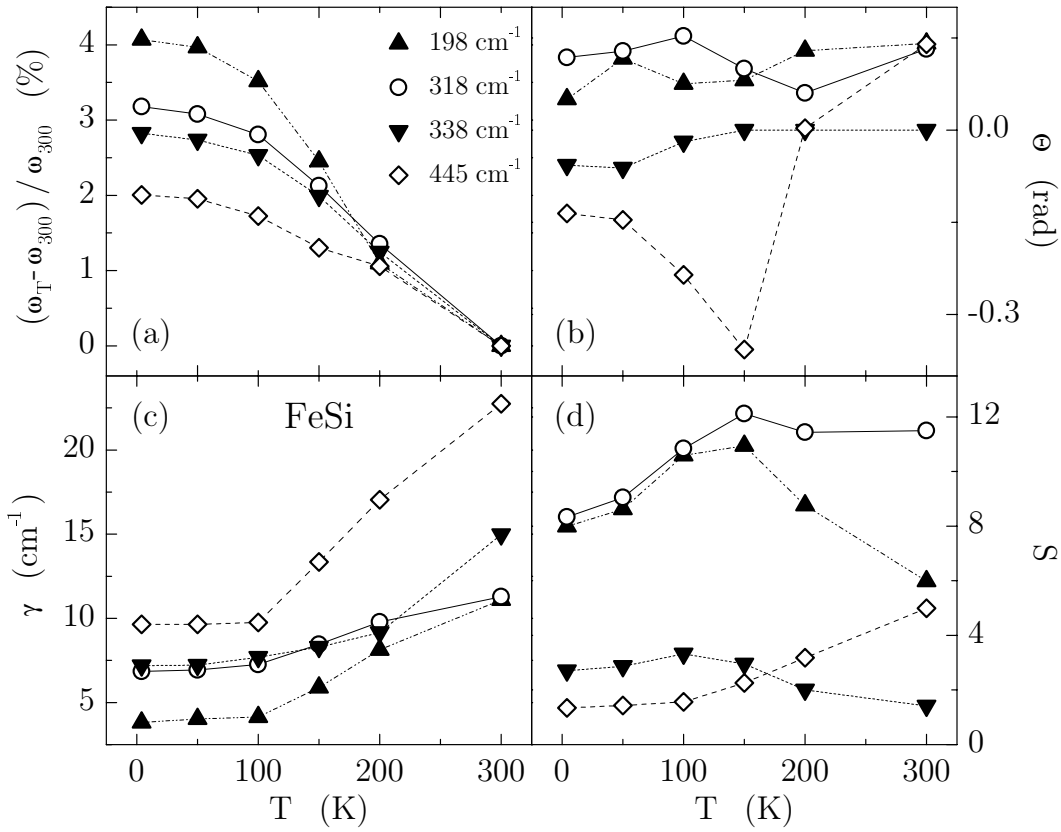 (ω_T- ω_300) / ω_300 (%)
4
3
2
1
0
198 cm^-1
318 cm^-1
338 cm^-1
445 cm^-1
(a)
(b)
0.0
-0.3
Θ (rad)
(c)
FeSi
20
15
10
5
γ (cm^-1)
(d)
12
8
4
0
S
0 100 200 300
T (K)
0 100 200 300
T (K)